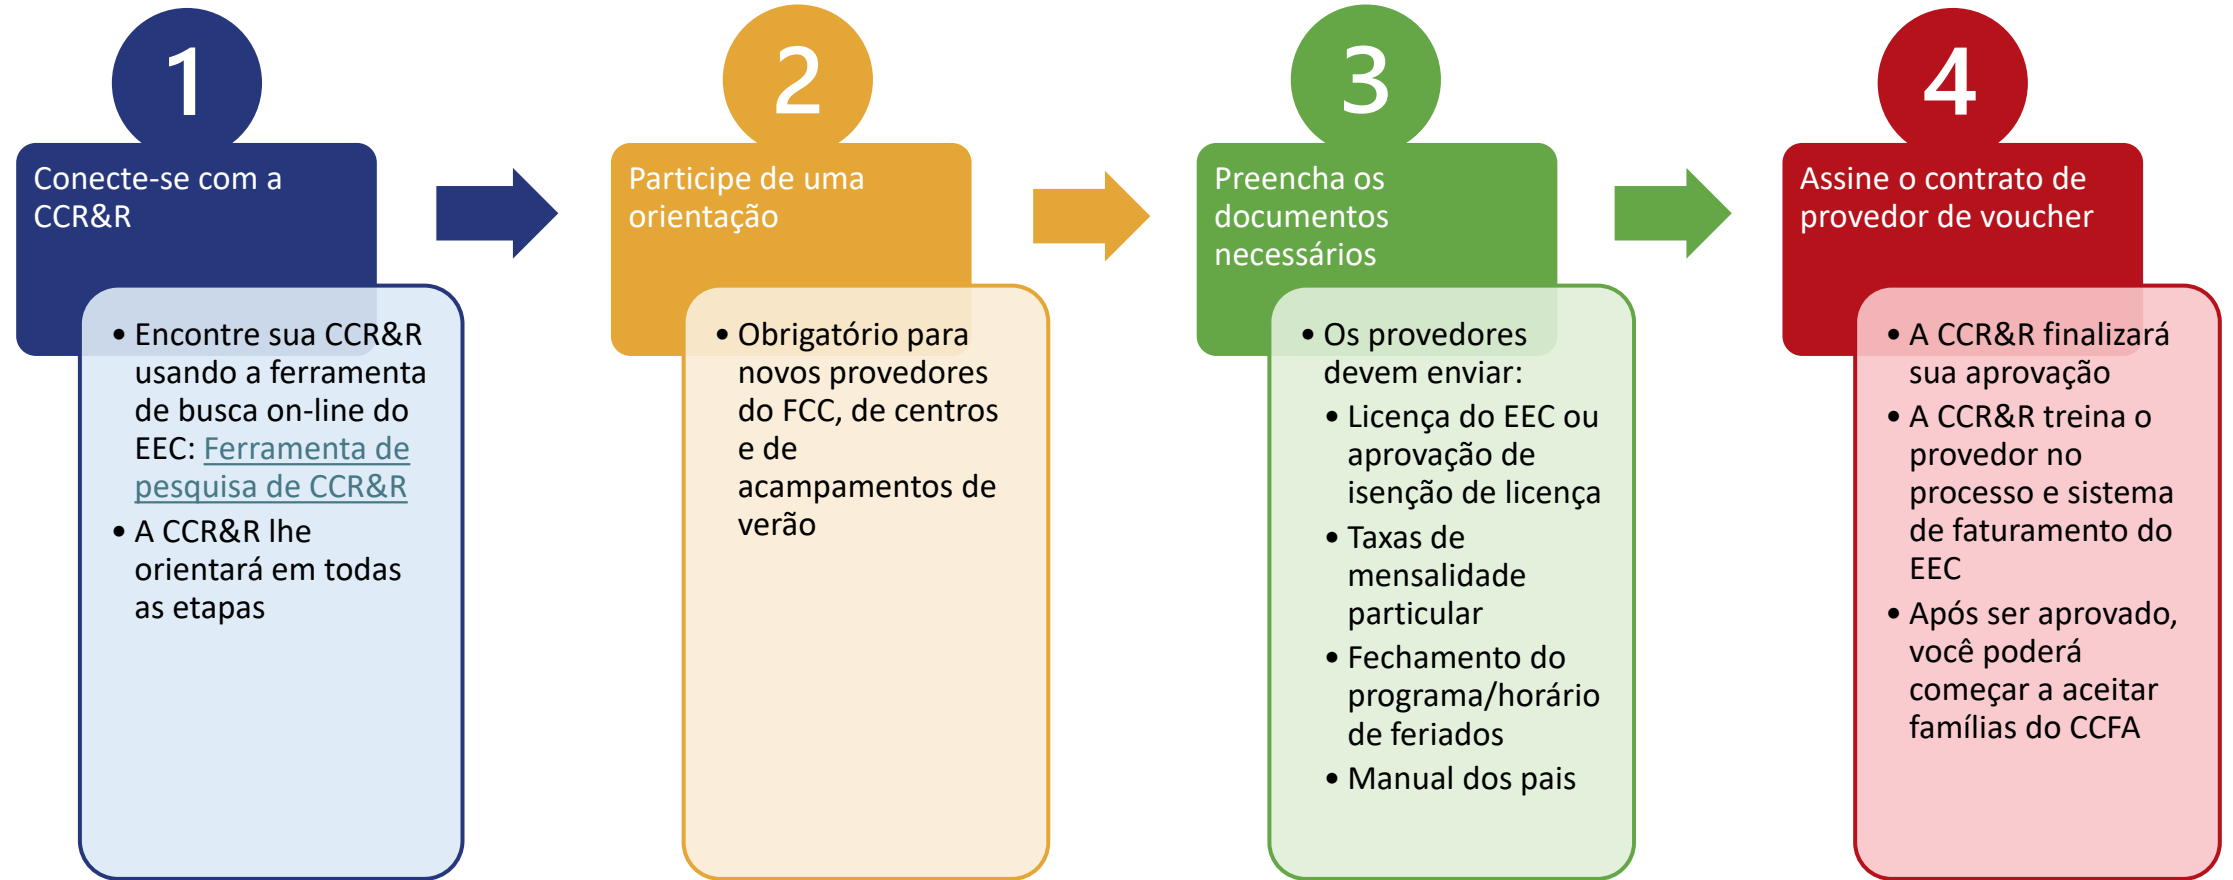 1
Conecte-se com a
CCR&R
• Encontre sua CCR&R
usando a ferramenta
de busca on-line do
EEC: Ferramenta de
pesquisa de CCR&R
• A CCR&R lhe
orientará em todas
as etapas
2
Participe de uma
orientação
• Obrigatório para
novos provedores
do FCC, de centros
e de
acampamentos de
verão
3
Preencha os
documentos
necessários
• Os provedores
devem enviar:
• Licença do EEC ou
aprovação de
isenção de licença
• Taxas de
mensalidade
particular
• Fechamento do
programa/horário
de feriados
• Manual dos pais
4
Assine o contrato de
provedor de voucher
• A CCR&R finalizará
sua aprovação
• A CCR&R treina o
provedor no
processo e sistema
de faturamento do
EEC
• Após ser aprovado,
você poderá
começar a aceitar
famílias do CCFA